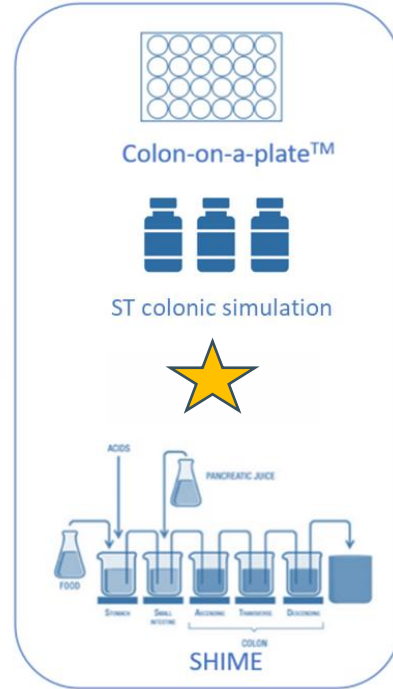 Colon-on-a-plate™
ST colonic simulation
ACIDS
PANCREATIC JUICE
FOOD
STOMACH
SMALL
INTESTINE
ASCENDING
TRANSVERSE
DESCENDING
COLON
SHIME